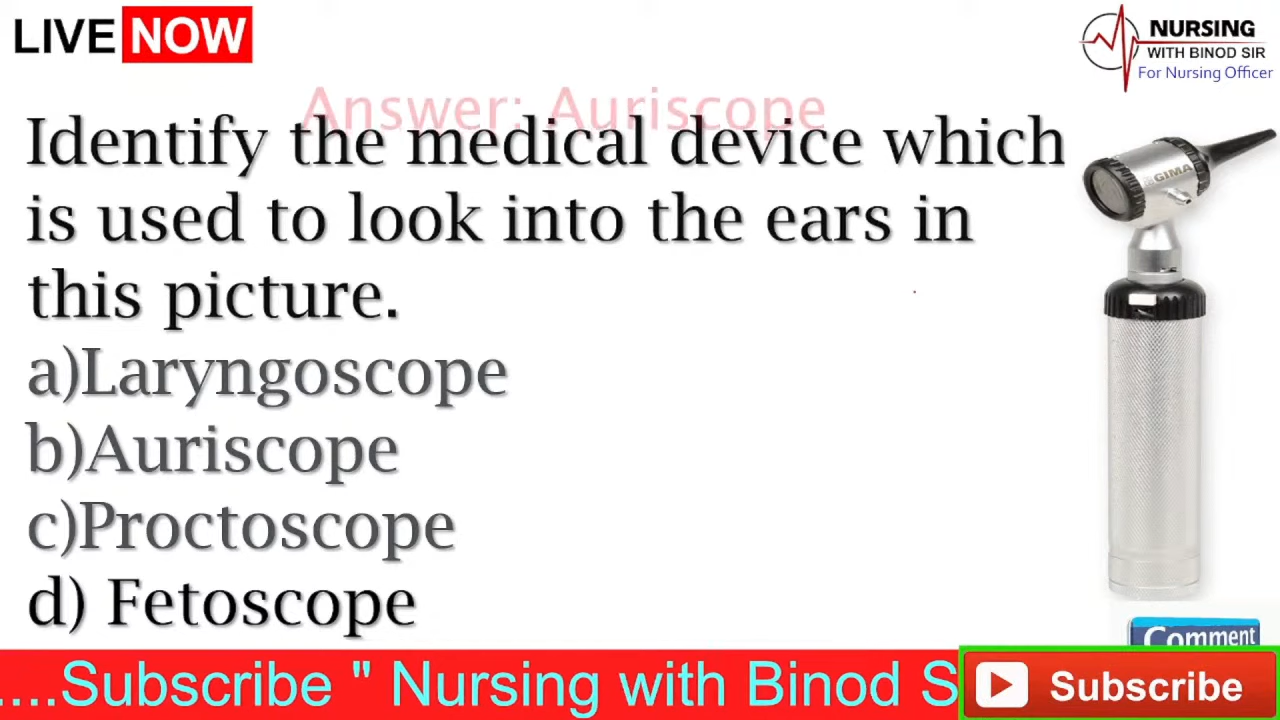 LIVE NOW
NURSING
WITH BINOD SIR
For Nursing Officer
Answer: Auriscope
Identify the medical device which
is used to look into the ears in
this picture.
a)Laryngoscope
b)Auriscope
c)Proctoscope
d) Fetoscope
GIMA
Comment
....Subscribe " Nursing with Binod S
Subscribe